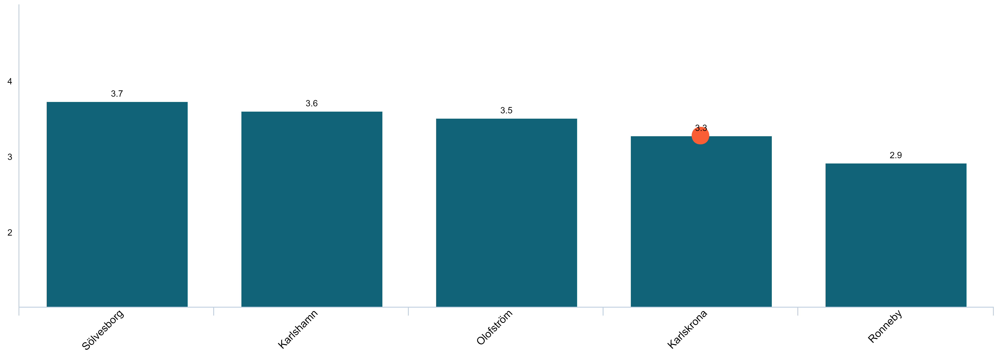 4
3
2
3.7
3.6
3.5
3.3
2.9
Sölvesborg
Karlshamn
Olofström
Karlskrona
Ronneby